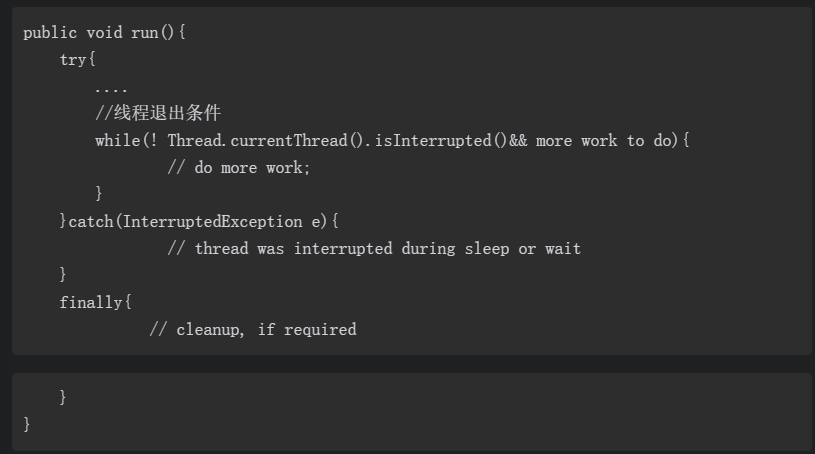 public void run(){
    try{
        ....
        //线程退出条件
        while(! Thread.currentThread().isInterrupted()&& more work to do){
                // do more work;
        }
    }catch(InterruptedException e){
                // thread was interrupted during sleep or wait
    }
    finally{
              // cleanup, if required
    }
}